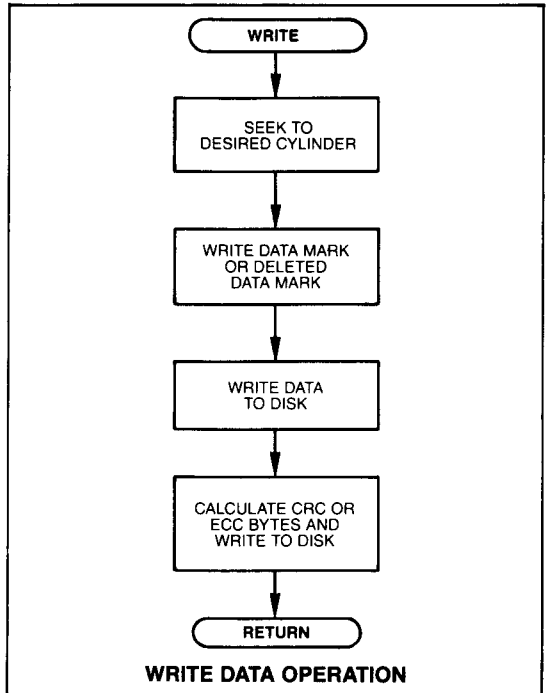 WRITE
SEEK TO
DESIRED CYLINDER
WRITE DATA MARK
OR DELETED
DATA MARK
WRITE DATA
TO DISK
CALCULATE CRC OR
ECC BYTES AND
WRITE TO DISK
RETURN
WRITE DATA OPERATION